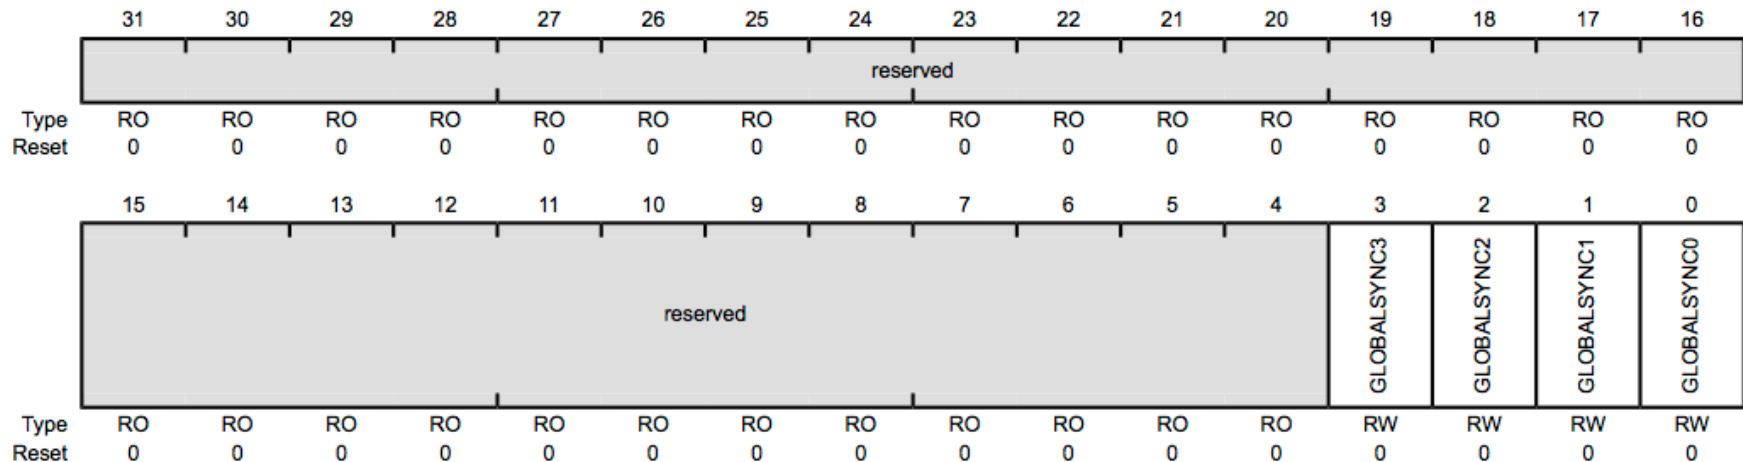 31 30 29 28 27 26 25 24 23 22 21 20 19 18 17 16
reserved
Type RO RO RO RO RO RO RO RO RO RO RO RO RO RO RO RO
Reset 0 0 0 0 0 0 0 0 0 0 0 0 0 0 0 0
15 14 13 12 11 10 9 8 7 6 5 4 3 2 1 0
reserved GLOBALSYNC3 GLOBALSYNC2 GLOBALSYNC1 GLOBALSYNC0
Type RO RO RO RO RO RO RO RO RO RO RO RO RW RW RW RW
Reset 0 0 0 0 0 0 0 0 0 0 0 0 0 0 0 0